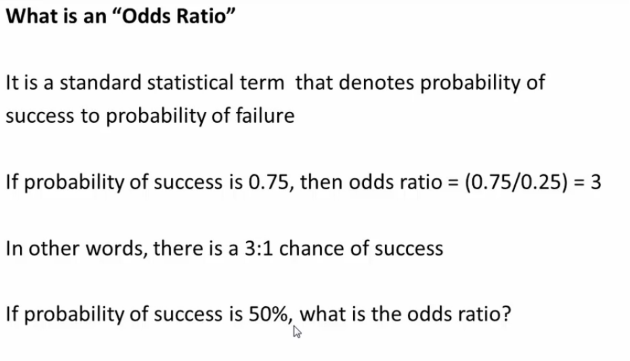 What is an “Odds Ratio”
It is a standard statistical term that denotes probability of
success to probability of failure
If probability of success is 0.75, then odds ratio = (0.75/0.25) = 3
In other words, there is a 3:1 chance of success
If probability of success is 50%, what is the odds ratio?